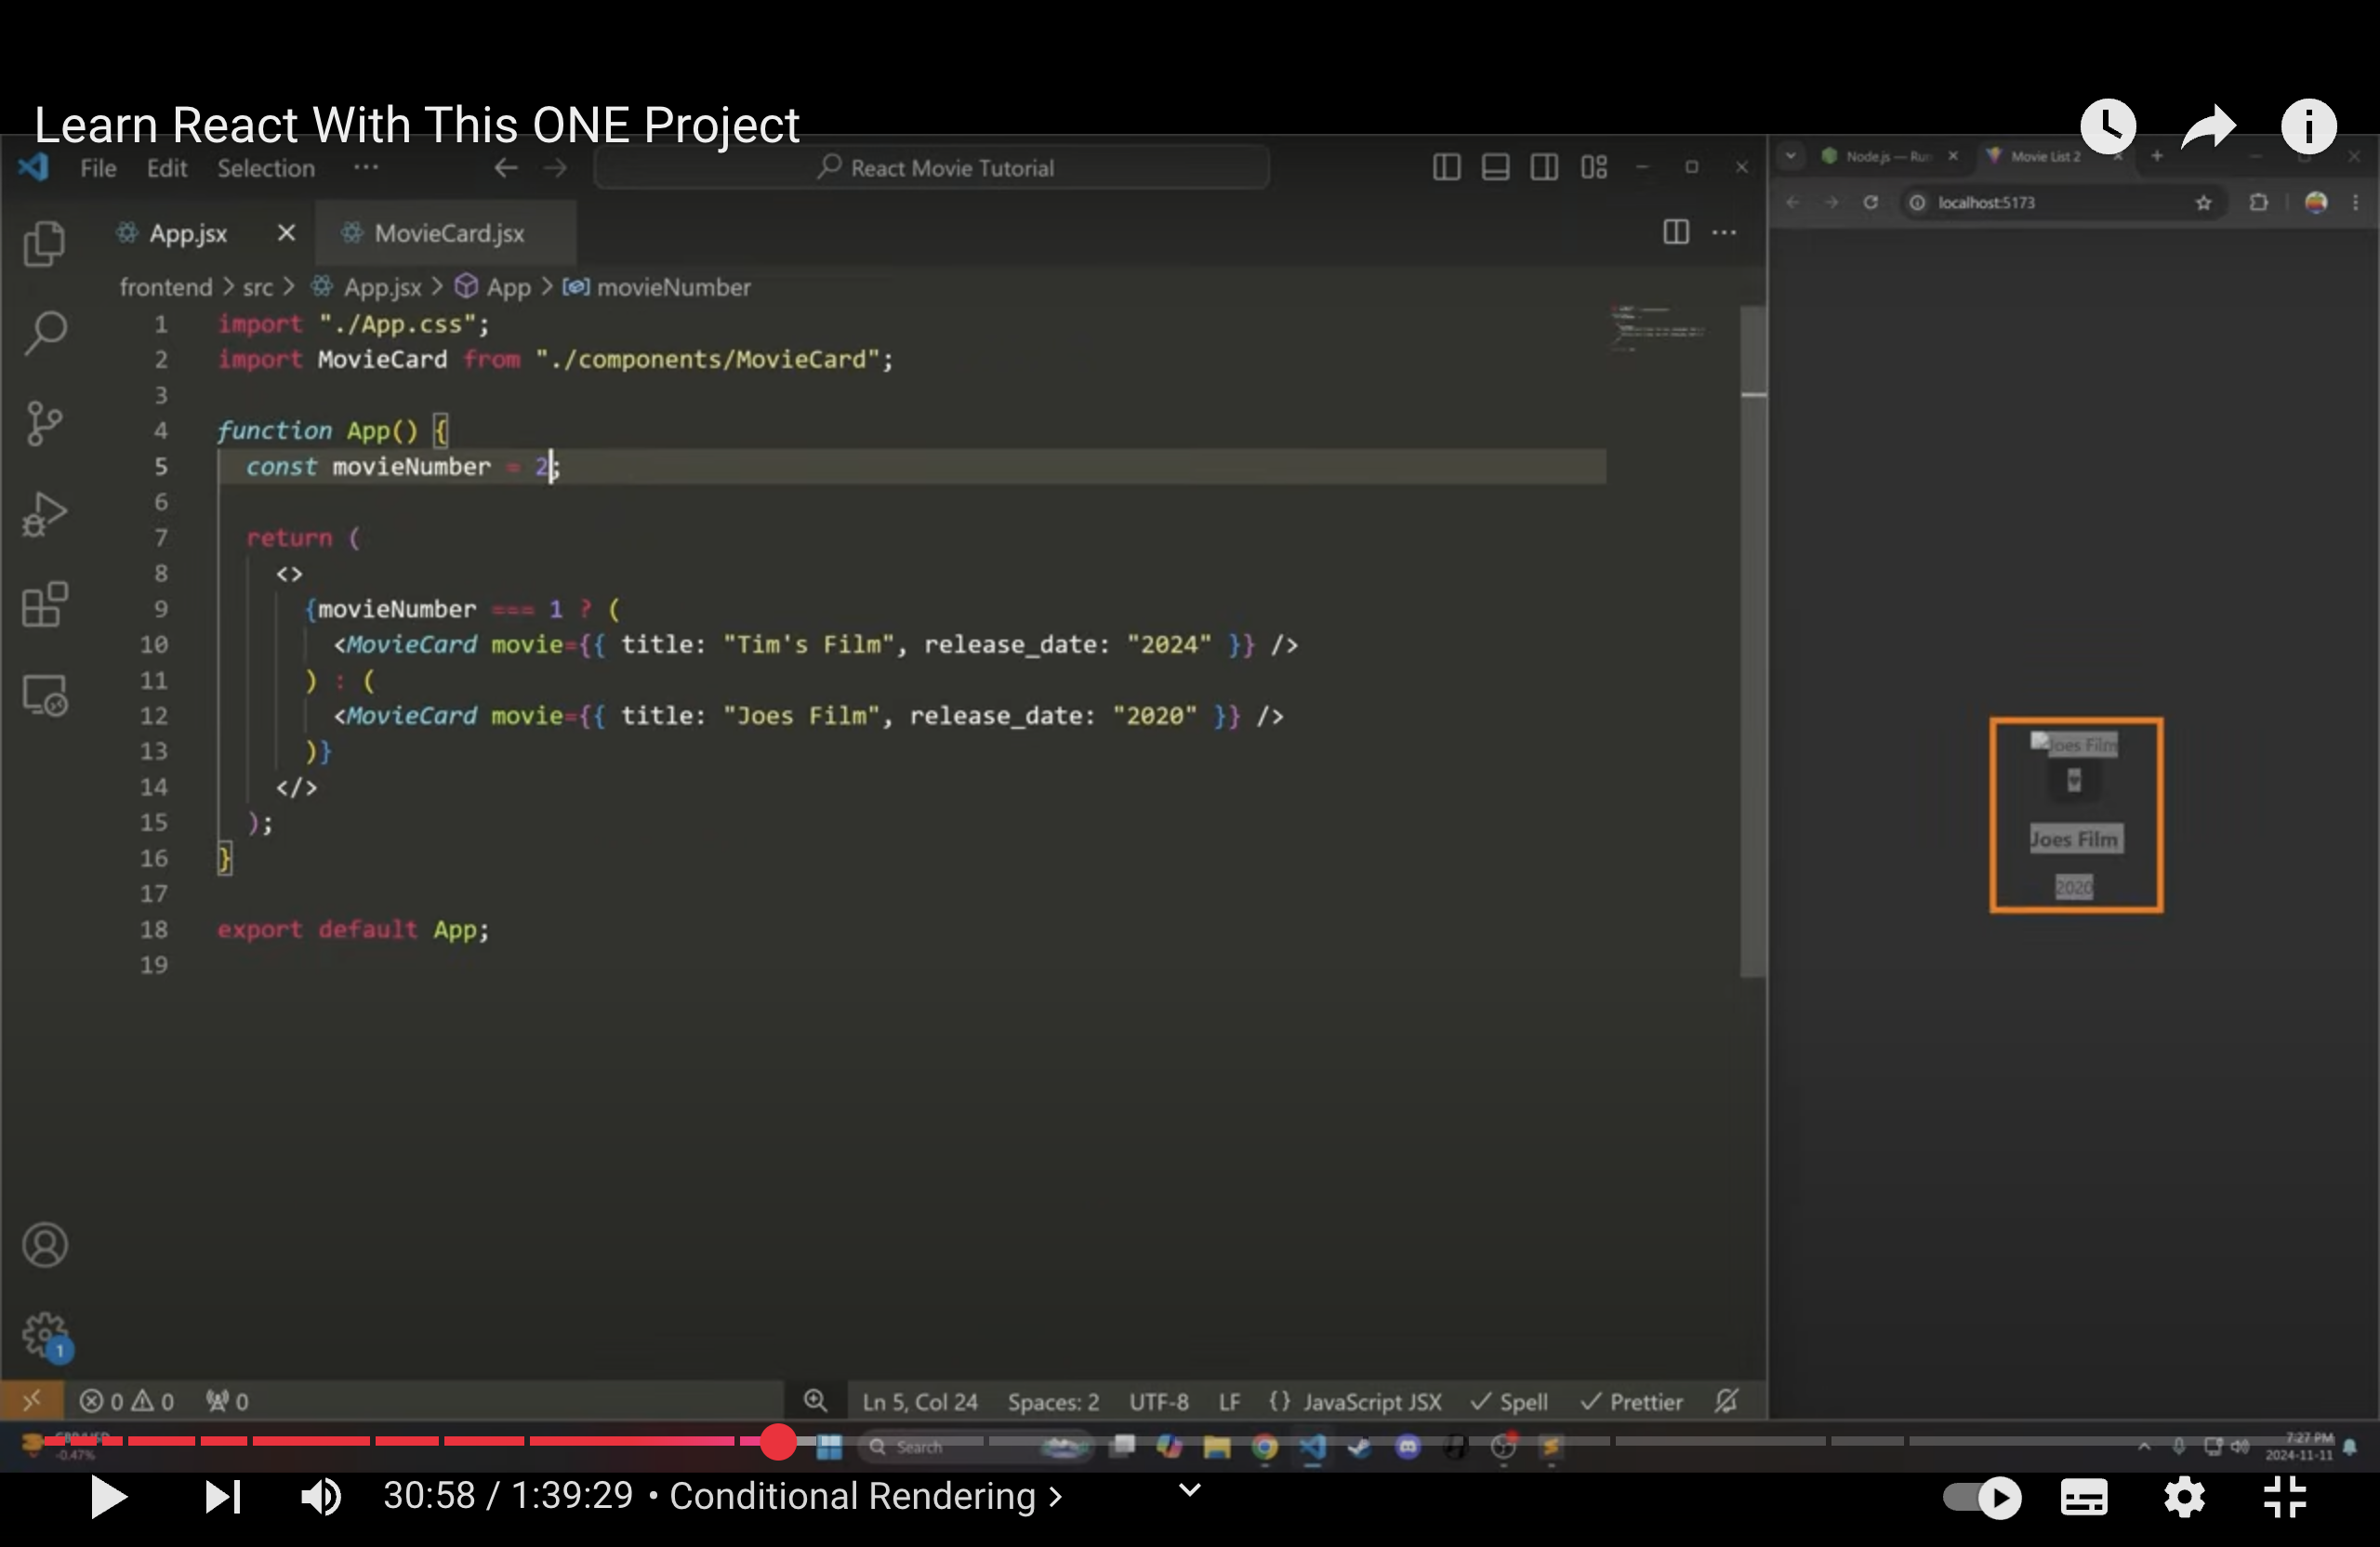 Learn React With This ONE Project
File Edit Selection ··· React Movie Tutorial
Node.js — Run Movie List 2
localhost:5173
App.jsx MovieCard.jsx
frontend > src > App.jsx > App > movieNumber
1 import "./App.css";
2 import MovieCard from "./components/MovieCard";
3
4 function App() {
5 const movieNumber = 2;
6
7 return (
8 <>
9 {movieNumber === 1 ? (
10 <MovieCard movie={{ title: "Tim's Film", release_date: "2024" }} />
11 ) : (
12 <MovieCard movie={{ title: "Joes Film", release_date: "2020" }} />
13 )}
14 </>
15 );
16 }
17
18 export default App;
19
Joes Film
Joes Film
2020
1
0 0 0 Ln 5, Col 24 Spaces: 2 UTF-8 LF {} JavaScript JSX Spell Prettier
-0.47%
Search
7:27 PM
2024-11-11
30:58 / 1:39:29 • Conditional Rendering >